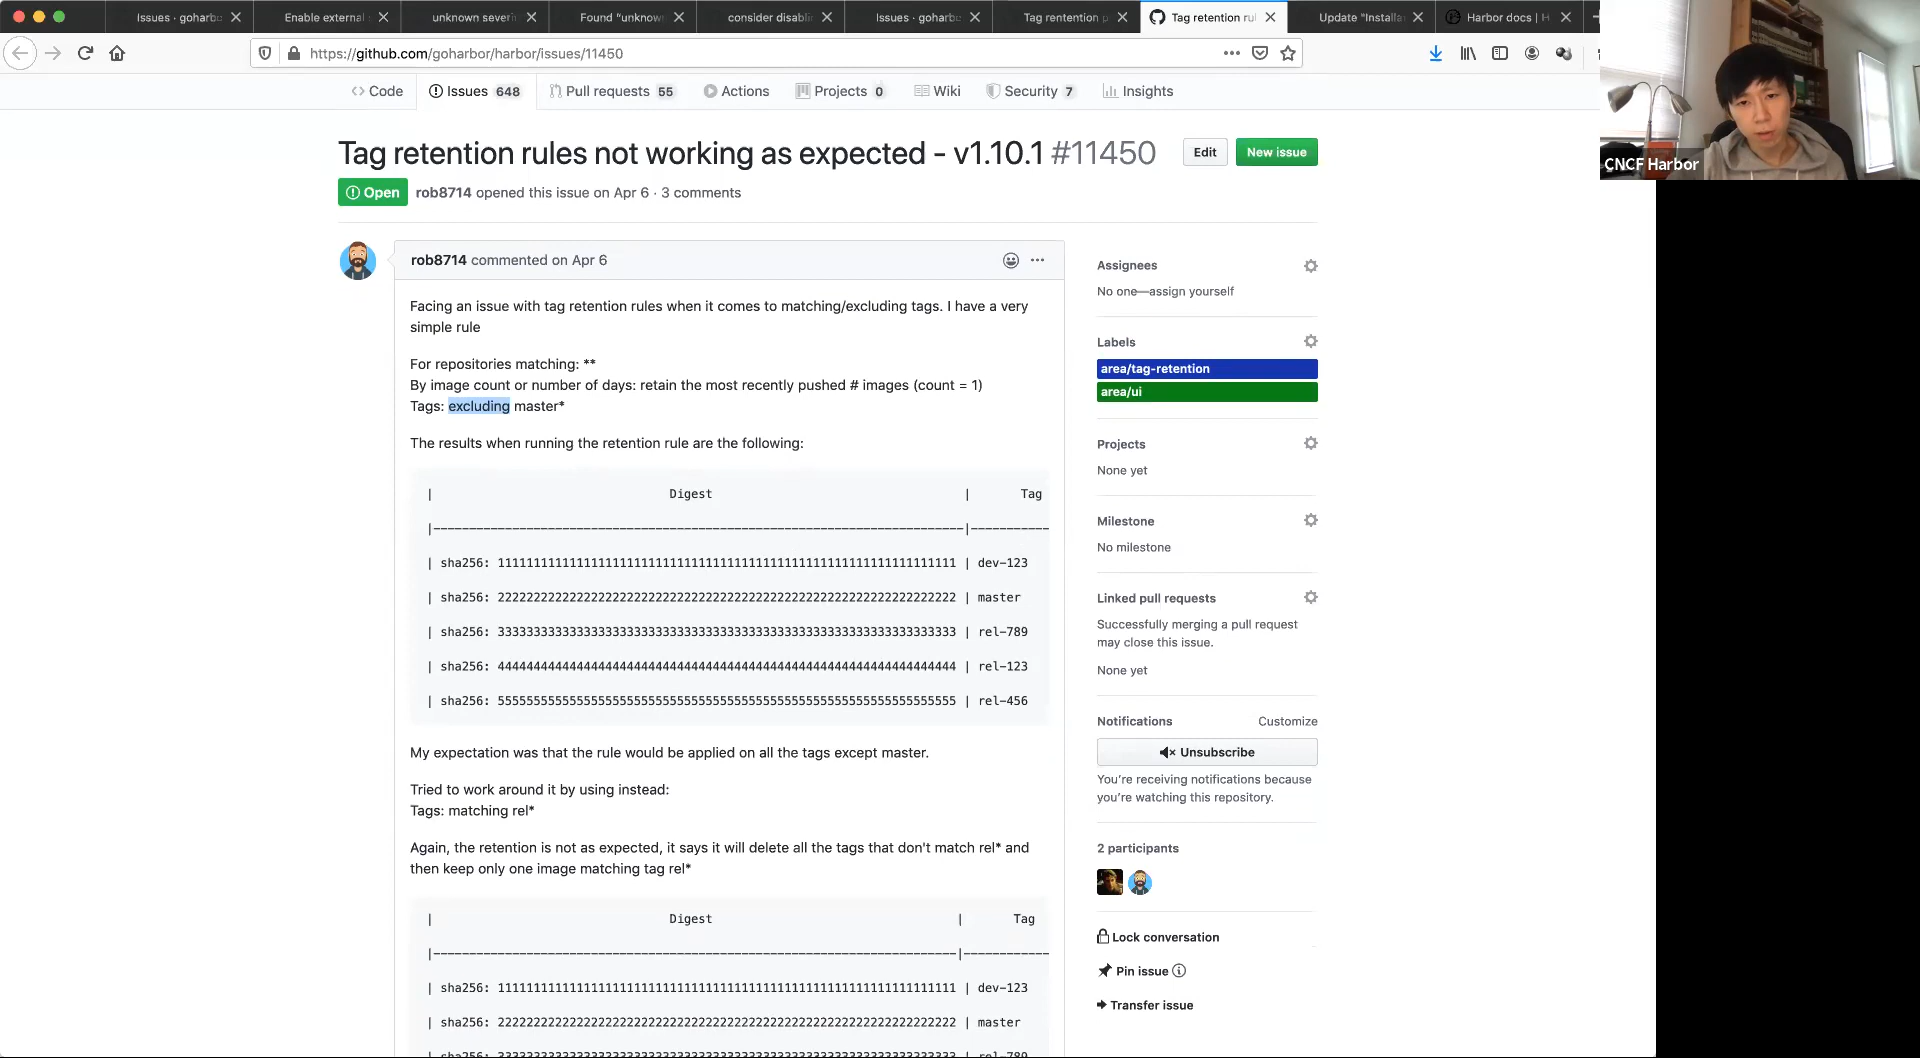 Issues · goharbo
Enable external
unknown severi
Found "unknow
consider disabli
Issues · goharbo
Tag rentention p
Tag retention ru
Update "Installa
Harbor docs | H
https://github.com/goharbor/harbor/issues/11450
Code
Issues 648
Pull requests 55
Actions
Projects 0
Wiki
Security 7
Insights
CNCF Harbor
Tag retention rules not working as expected - v1.10.1 #11450
Edit
New issue
Open
rob8714 opened this issue on Apr 6 · 3 comments
rob8714 commented on Apr 6
Facing an issue with tag retention rules when it comes to matching/excluding tags. I have a very
simple rule
For repositories matching: **
By image count or number of days: retain the most recently pushed # images (count = 1)
Tags: excluding master*
The results when running the retention rule are the following:
| Digest | Tag
|--------------------------------------------------------------------------|-----------
| sha256: 1111111111111111111111111111111111111111111111111111111111111111 | dev-123
| sha256: 2222222222222222222222222222222222222222222222222222222222222222 | master
| sha256: 3333333333333333333333333333333333333333333333333333333333333333 | rel-789
| sha256: 4444444444444444444444444444444444444444444444444444444444444444 | rel-123
| sha256: 5555555555555555555555555555555555555555555555555555555555555555 | rel-456
My expectation was that the rule would be applied on all the tags except master.
Tried to work around it by using instead:
Tags: matching rel*
Again, the retention is not as expected, it says it will delete all the tags that don't match rel* and
then keep only one image matching tag rel*
| Digest | Tag
|-------------------------------------------------------------------------|------------
| sha256: 1111111111111111111111111111111111111111111111111111111111111111 | dev-123
| sha256: 2222222222222222222222222222222222222222222222222222222222222222 | master
| sha256: 3333333333333333333333333333333333333333333333333333333333333333 | rel-789
Assignees
No one—assign yourself
Labels
area/tag-retention
area/ui
Projects
None yet
Milestone
No milestone
Linked pull requests
Successfully merging a pull request
may close this issue.
None yet
Notifications
Customize
Unsubscribe
You're receiving notifications because
you're watching this repository.
2 participants
Lock conversation
Pin issue
Transfer issue